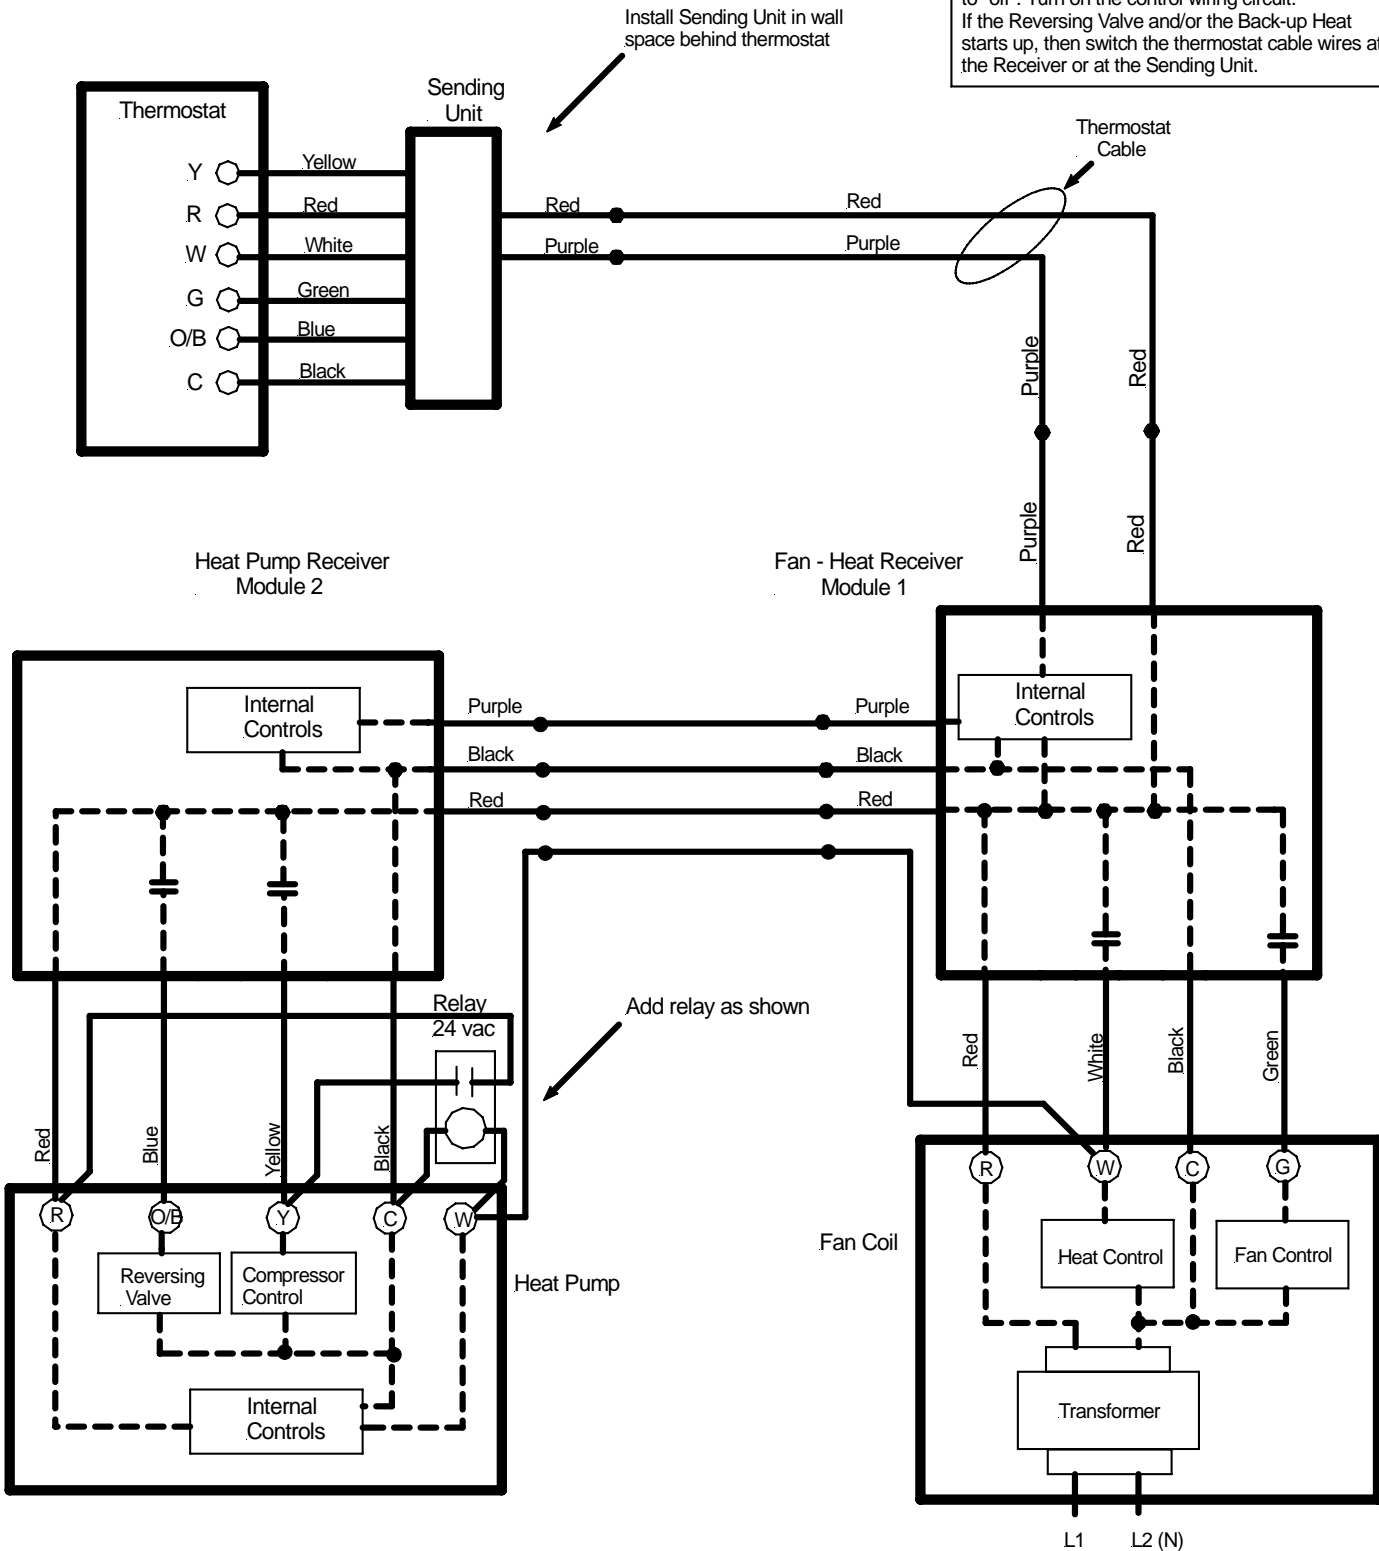 to "off". Turn on the control wiring circuit.
If the Reversing Valve and/or the Back-up Heat
starts up, then switch the thermostat cable wires at
the Receiver or at the Sending Unit.
Install Sending Unit in wall
space behind thermostat
Thermostat
Sending
Unit
Thermostat
Cable
Y
Yellow
R
Red
Red
Red
W
White
Purple
Purple
G
Green
O/B
Blue
C
Black
Purple
Red
Purple
Red
Heat Pump Receiver
Module 2
Fan - Heat Receiver
Module 1
Internal
Controls
Purple
Purple
Internal
Controls
Black
Black
Red
Red
Relay
24 vac
Add relay as shown
Red
Blue
Yellow
Black
Red
White
Black
Green
R
O/B
Y
C
W
R
W
C
G
Reversing
Valve
Compressor
Control
Heat Pump
Fan Coil
Heat Control
Fan Control
Internal
Controls
Transformer
L1
L2 (N)